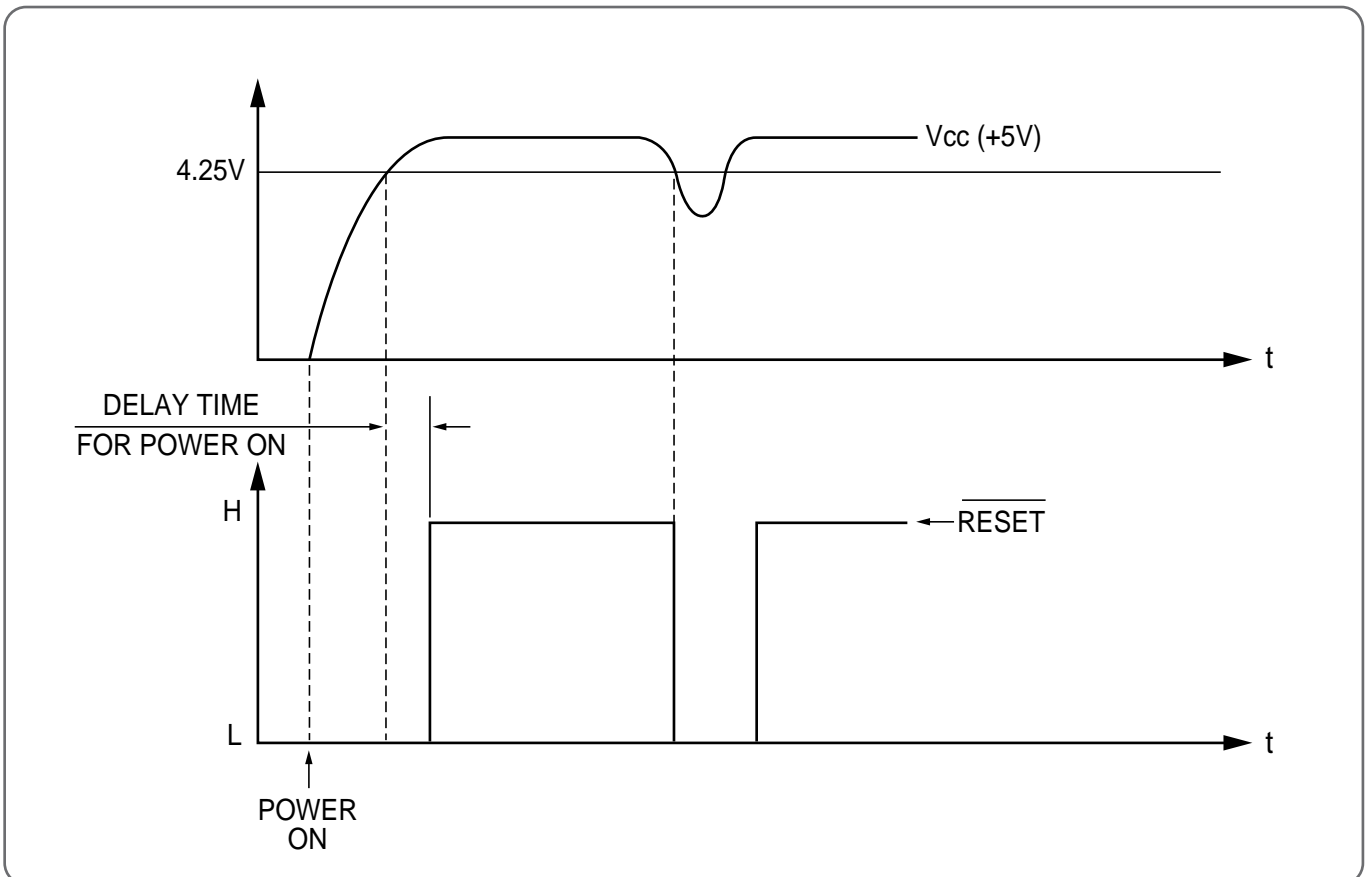 Vcc (+5V)
4.25V
t
DELAY TIME
FOR POWER ON
H
RESET
L
t
POWER
ON